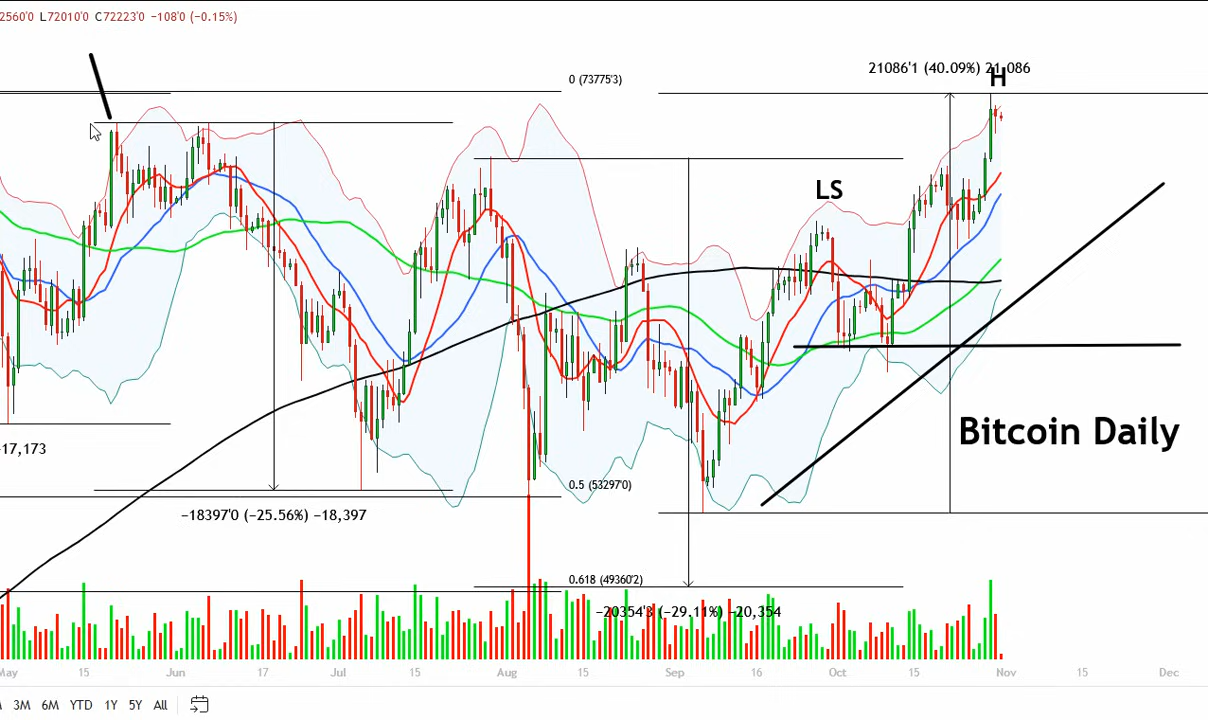 2560'0 L72010'0 C72223'0 −108'0 (−0.15%)
21086'1 (40.09%) 21,086
H
0 (73775'3)
LS
Bitcoin Daily
17,173
0.5 (53297'0)
−18397'0 (−25.56%) −18,397
0.618 (49360'2)
−20354'3 (−29.11%) −20,354
May 15 Jun 17 Jul 15 Aug 15 Sep 16 Oct 15 Nov 15 Dec
3M 6M YTD 1Y 5Y All